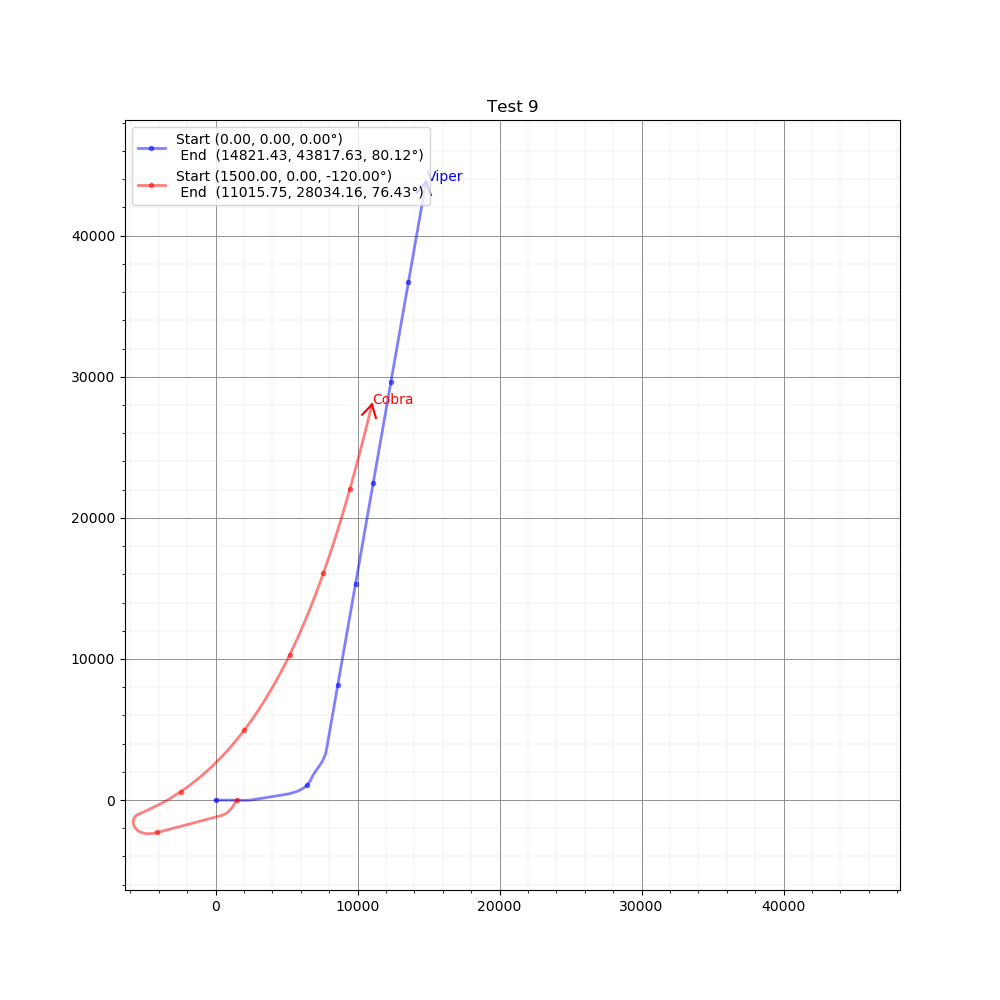 Test 9
Start (0.00, 0.00, 0.00°)
End (14821.43, 43817.63, 80.12°)
Start (1500.00, 0.00, -120.00°)
End (11015.75, 28034.16, 76.43°)
Viper
Cobra
40000
30000
20000
10000
0
0
10000
20000
30000
40000